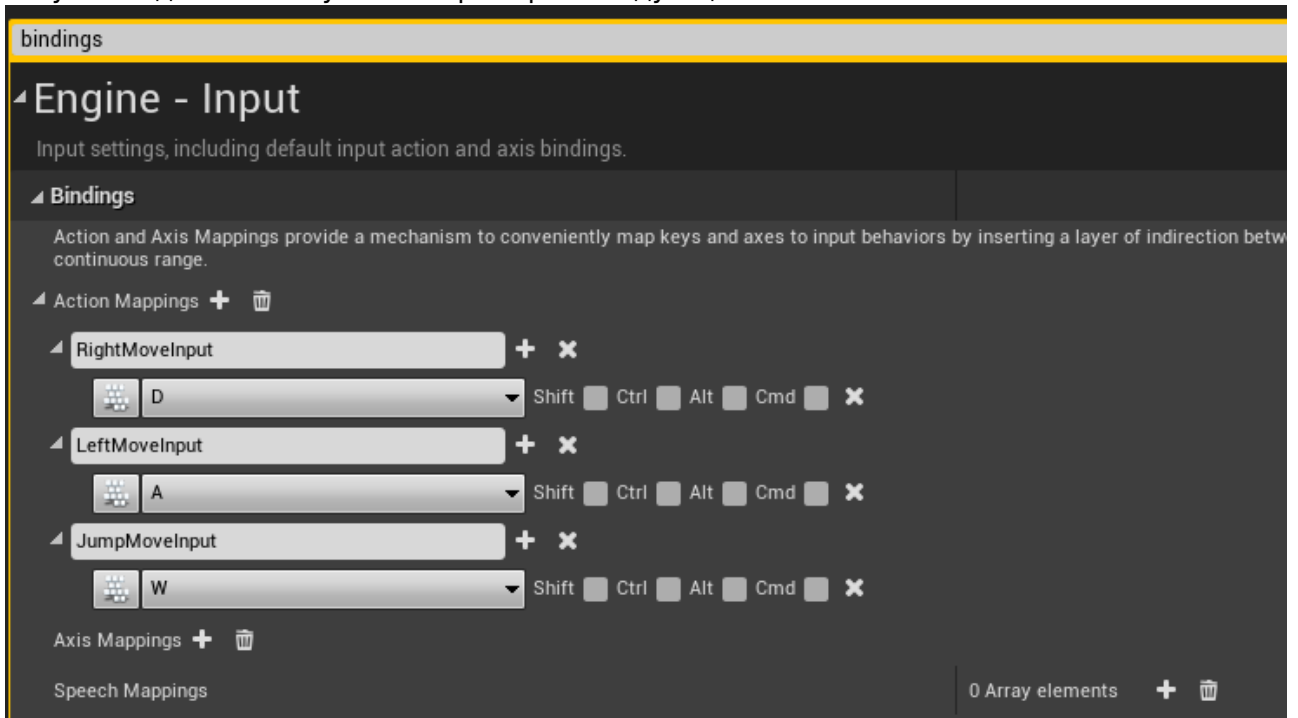 bindings
Engine - Input
Input settings, including default input action and axis bindings.
Bindings
Action and Axis Mappings provide a mechanism to conveniently map keys and axes to input behaviors by inserting a layer of indirection betw
continuous range.
Action Mappings
RightMoveInput
D Shift Ctrl Alt Cmd
LeftMoveInput
A Shift Ctrl Alt Cmd
JumpMoveInput
W Shift Ctrl Alt Cmd
Axis Mappings
Speech Mappings 0 Array elements